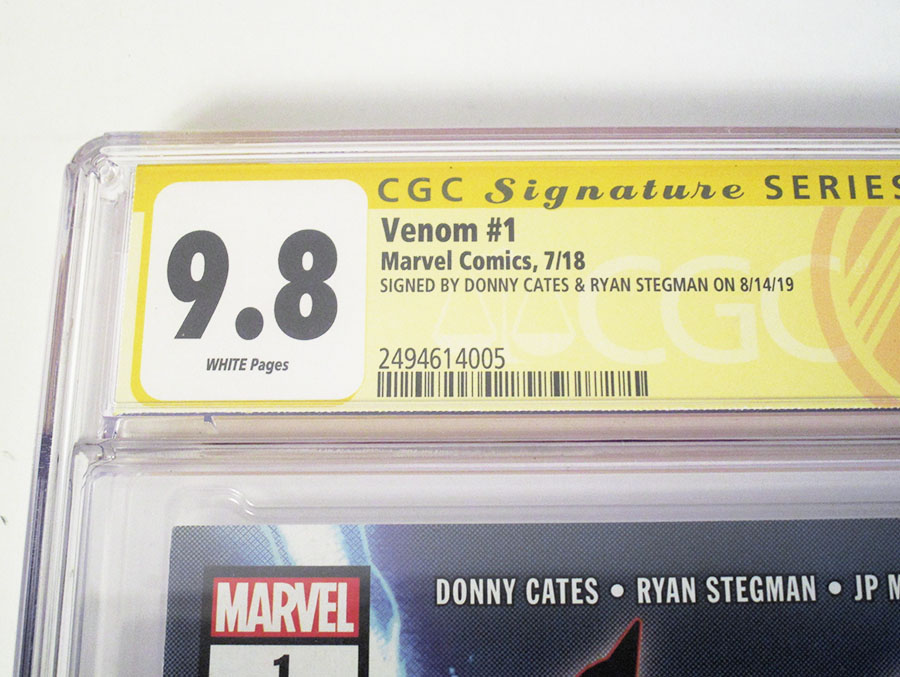 CGC Signature SERIES
9.8
WHITE Pages
Venom #1
Marvel Comics, 7/18
SIGNED BY DONNY CATES & RYAN STEGMAN ON 8/14/19
CGC
2494614005
MARVEL
1
DONNY CATES • RYAN STEGMAN • JP M